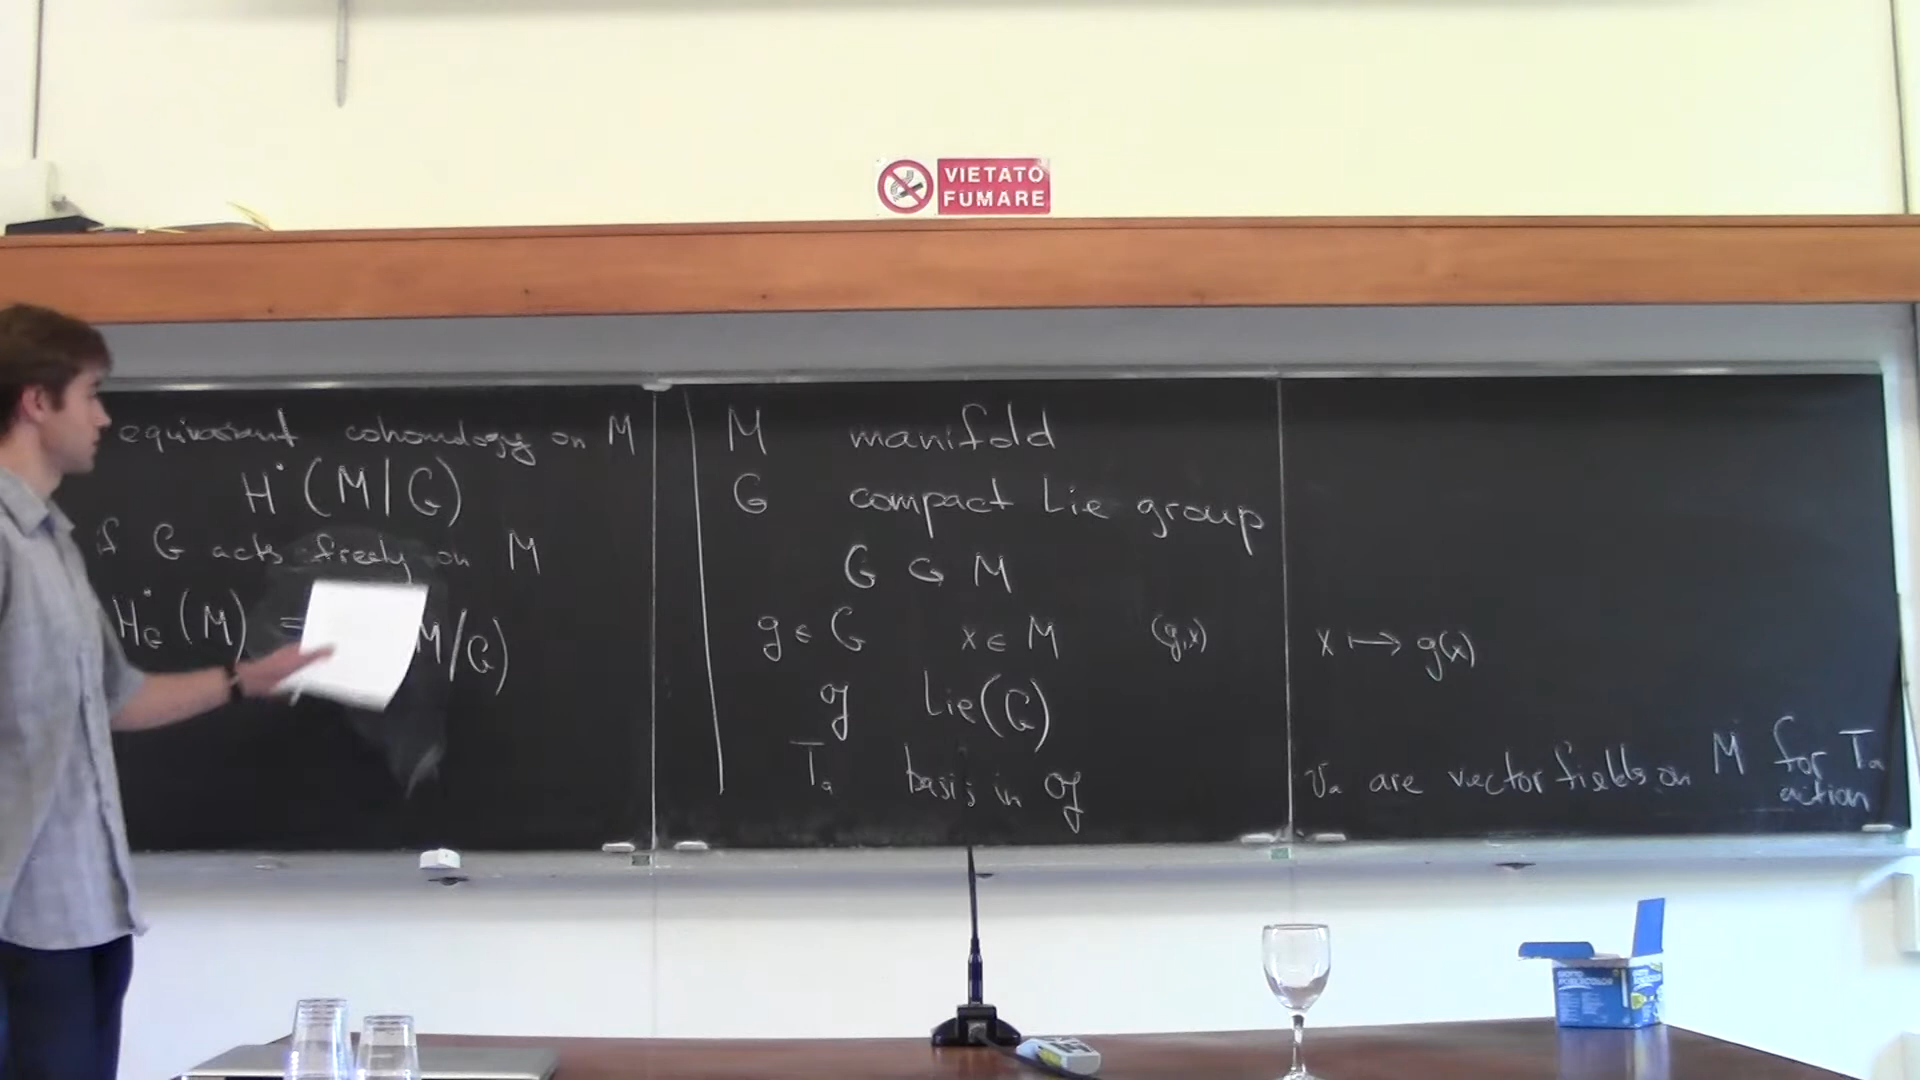 VIETATO
FUMARE
equivariant cohomology on M
H˙(M/G)
if G acts freely on M
H˙_G(M) = M/G)
M manifold
G compact Lie group
G G M
g ∈ G x ∈ M (g,x) x ↦ g(x)
𝔤 Lie(G)
T_a basis in 𝔤
v_a are vector fields on M for T_a
action